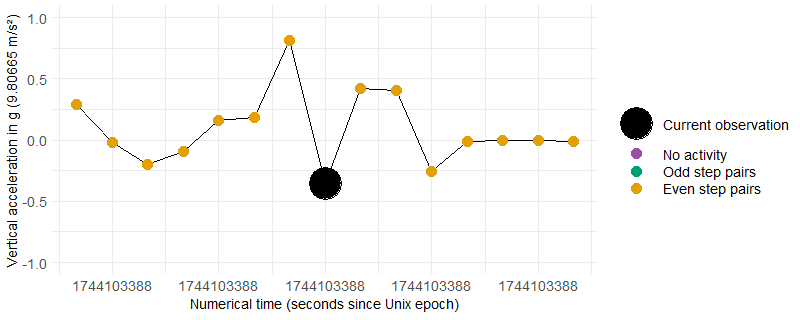 Vertical acceleration in g (9.80665 m/s²)
1.0
0.5
0.0
-0.5
-1.0
1744103388 1744103388 1744103388 1744103388 1744103388
Numerical time (seconds since Unix epoch)
Current observation
No activity
Odd step pairs
Even step pairs